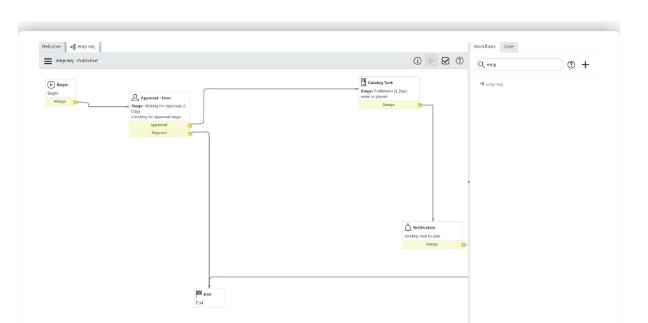 Welcome emp req
Workflows Core
emp req - Published
emp
emp req
Begin
Begin
Always
Approval - User
Stage: Waiting for Approval (1 Day)
checking for approval stage
Approved
Rejected
Catalog Task
Stage: Fulfillment (1 Day)
order is placed
Always
Notification
sending mail to user
Always
End
End